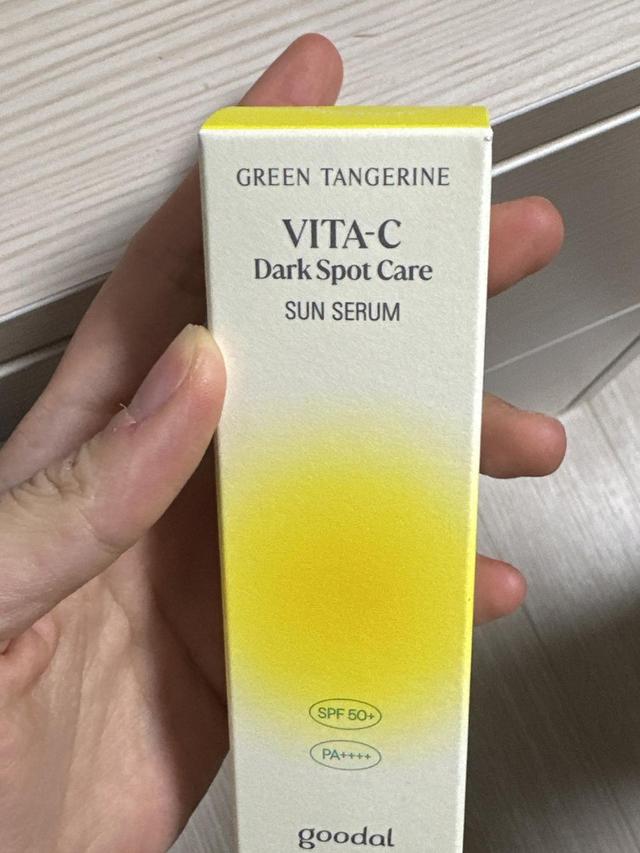 GREEN TANGERINE
VITA-C
Dark Spot Care
SUN SERUM
SPF 50+
PA++++
goodal